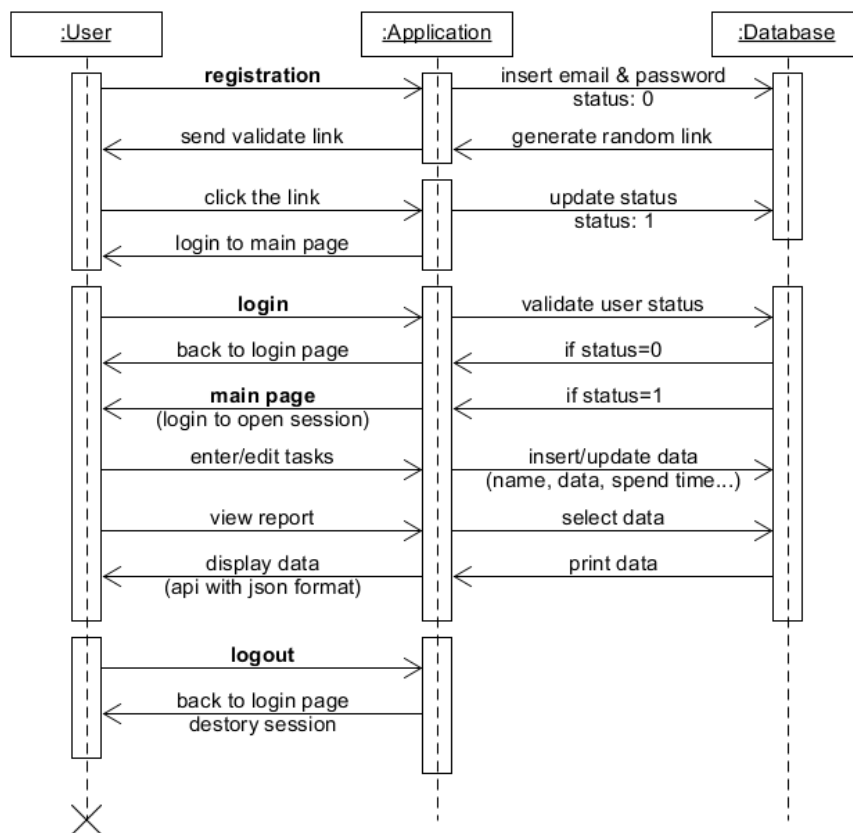 :User
:Application
:Database
registration
insert email & password
status: 0
send validate link
generate random link
click the link
update status
status: 1
login to main page
login
validate user status
back to login page
if status=0
main page
(login to open session)
if status=1
enter/edit tasks
insert/update data
(name, data, spend time...)
view report
select data
display data
(api with json format)
print data
logout
back to login page
destory session